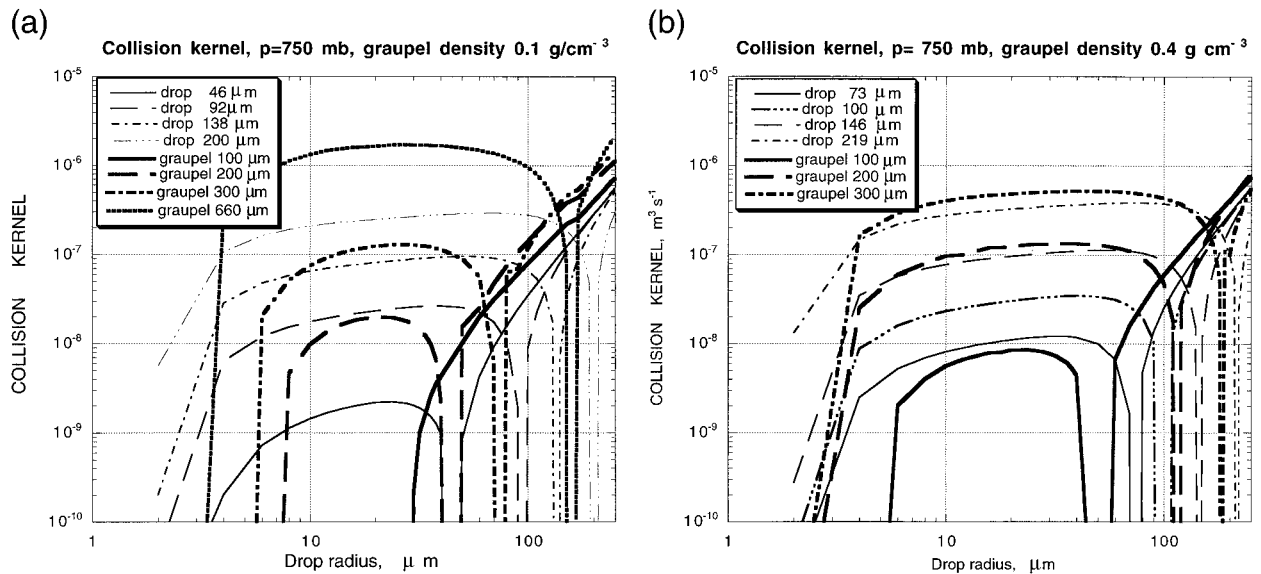 (a)
Collision kernel, p=750 mb, graupel density 0.1 g/cm⁻³
10⁻⁵
10⁻⁶
10⁻⁷
10⁻⁸
10⁻⁹
10⁻¹⁰
COLLISION KERNEL
drop 46 μm
drop 92μm
drop 138 μm
drop 200 μm
graupel 100 μm
graupel 200 μm
graupel 300 μm
graupel 660 μm
1
10
100
Drop radius, μ m
(b)
Collision kernel, p= 750 mb, graupel density 0.4 g cm⁻³
10⁻⁵
10⁻⁶
10⁻⁷
10⁻⁸
10⁻⁹
10⁻¹⁰
COLLISION KERNEL, m³ s⁻¹
drop 73 μm
drop 100 μm
drop 146 μm
drop 219 μm
graupel 100 μm
graupel 200 μm
graupel 300 μm
1
10
100
Drop radius, μm